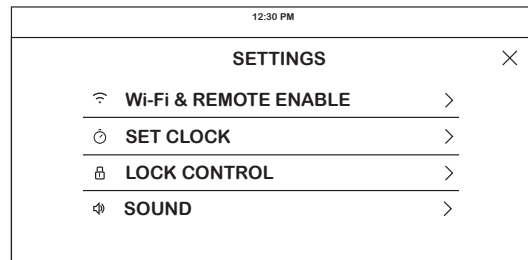 12:30 PM
SETTINGS
Wi-Fi & REMOTE ENABLE
SET CLOCK
LOCK CONTROL
SOUND